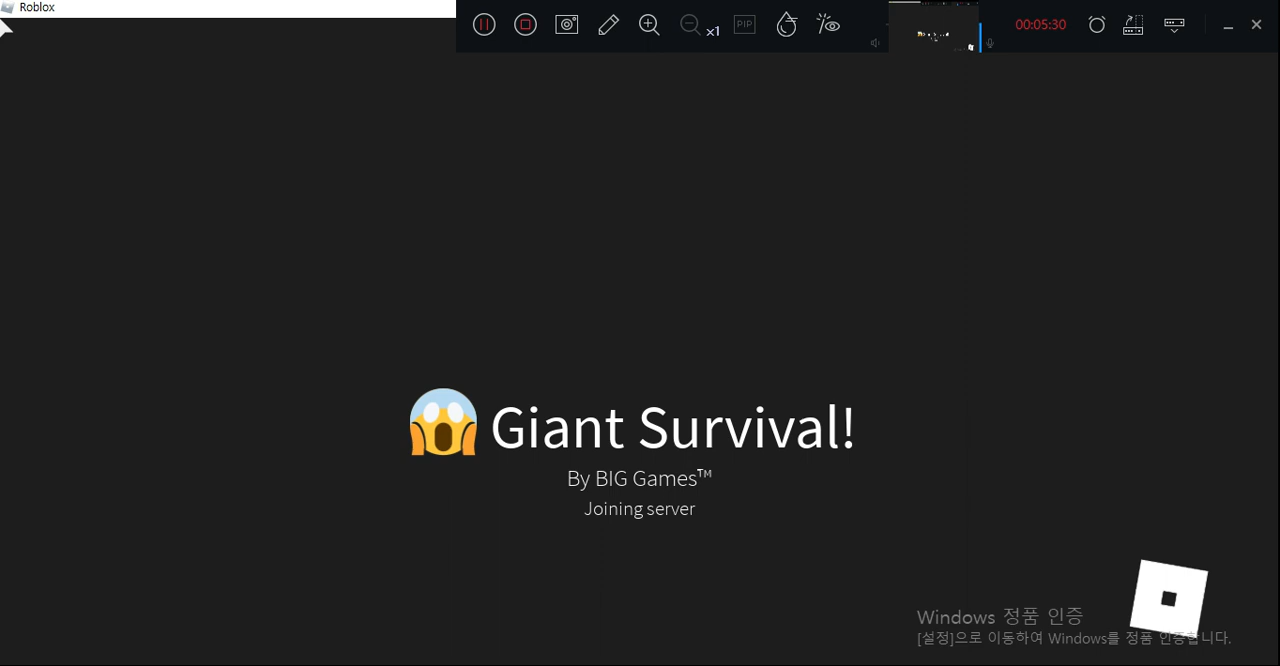 Roblox
x1
PIP
00:05:30
😱 Giant Survival!
By BIG Games™
Joining server
Windows 정품 인증
[설정]으로 이동하여 Windows를 정품 인증합니다.